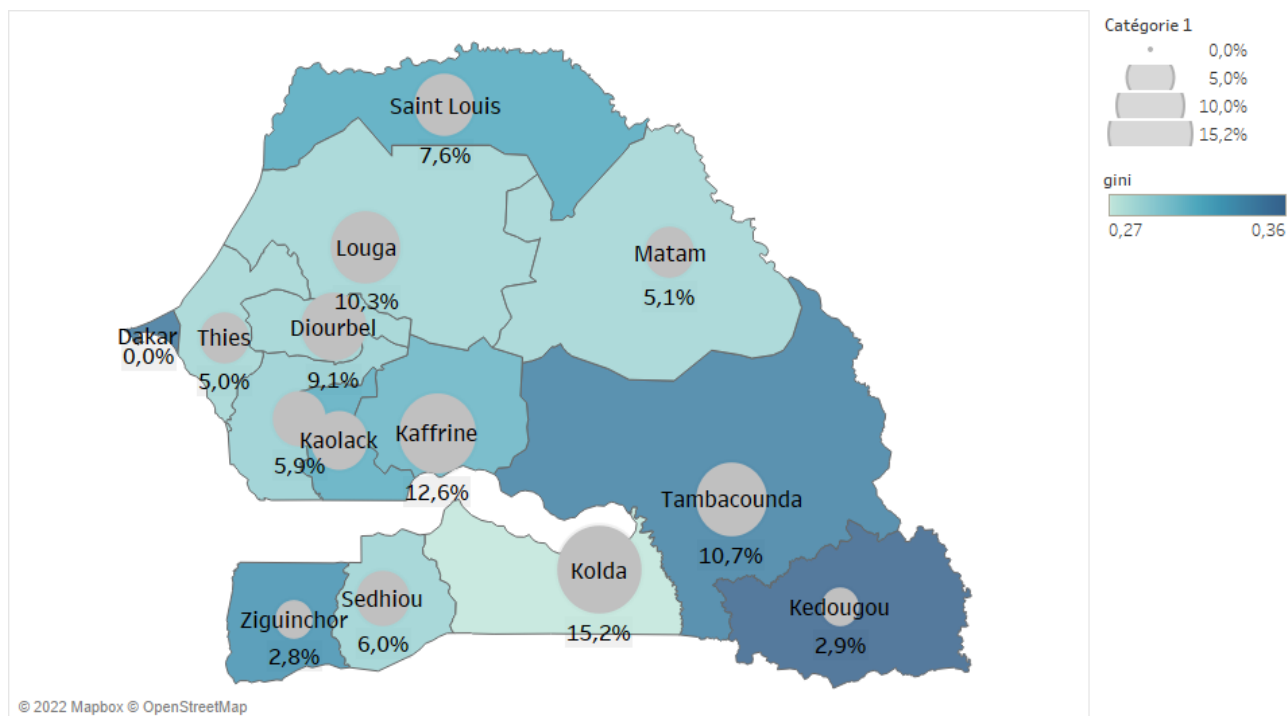 Catégorie 1
0,0%
5,0%
10,0%
15,2%
gini
0,27
0,36
Saint Louis
7,6%
Louga
10,3%
Matam
5,1%
Dakar
0,0%
Thies
5,0%
Diourbel
9,1%
Kaolack
5,9%
Kaffrine
12,6%
Tambacounda
10,7%
Kolda
15,2%
Kedougou
2,9%
Sedhiou
6,0%
Ziguinchor
2,8%
© 2022 Mapbox © OpenStreetMap